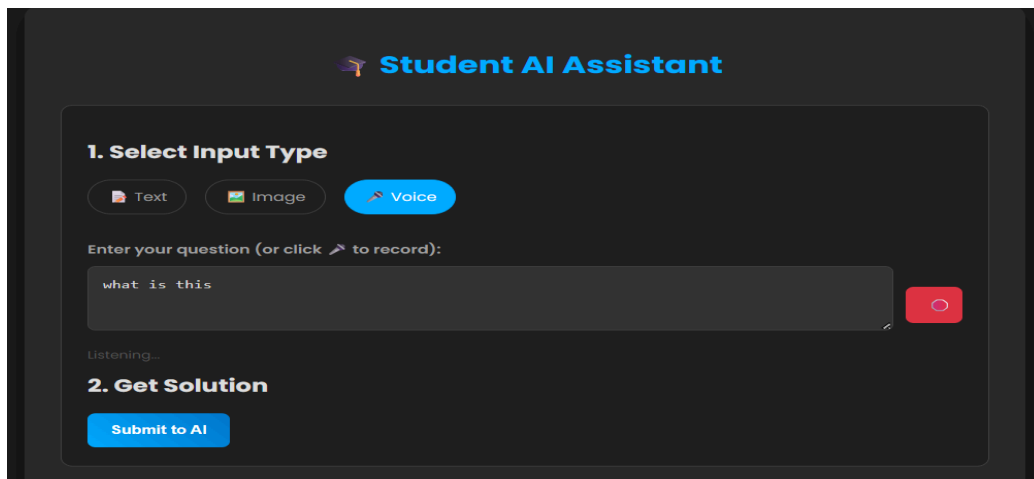 🎓 Student AI Assistant
1. Select Input Type
📝 Text 🖼️ Image 🎤 Voice
Enter your question (or click 🎤 to record):
what is this
Listening...
2. Get Solution
Submit to AI